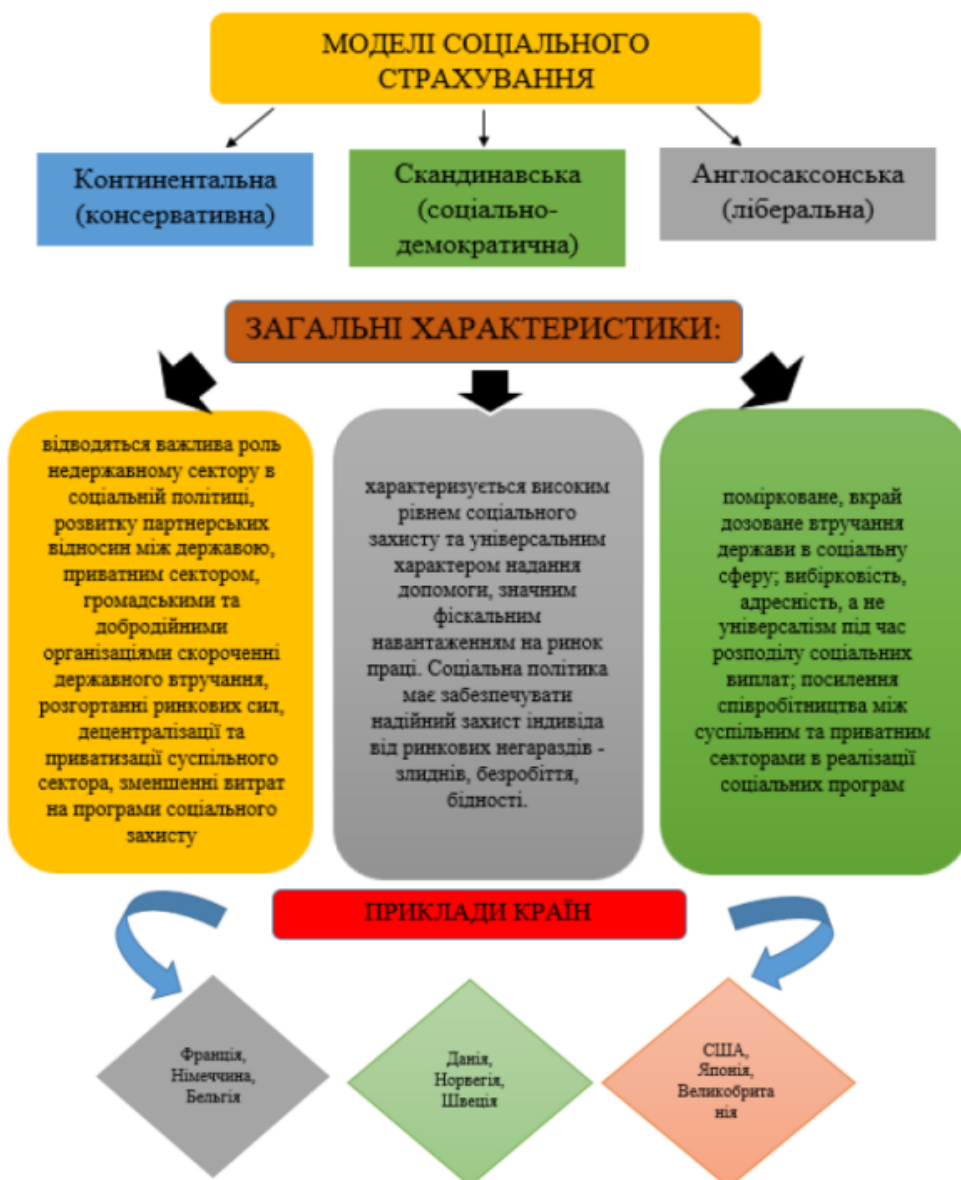 МОДЕЛІ СОЦІАЛЬНОГО
СТРАХУВАННЯ
Континентальна
(консервативна)
Скандинавська
(соціально-
демократична)
Англосаксонська
(ліберальна)
ЗАГАЛЬНІ ХАРАКТЕРИСТИКИ:
відводяться важлива роль
недержавному сектору в
соціальній політиці,
розвитку партнерських
відносин між державою,
приватним сектором,
громадськими та
добродійними
організаціями скороченні
державного втручання,
розгортанні ринкових сил,
децентралізації та
приватизації суспільного
сектора, зменшенні витрат
на програми соціального
захисту
характеризується високим
рівнем соціального
захисту та універсальним
характером надання
допомоги, значним
фіскальним
навантаженням на ринок
праці. Соціальна політика
має забезпечувати
надійний захист індивіда
від ринкових негараздів -
злиднів, безробіття,
бідності.
помірковане, вкрай
дозоване втручання
держави в соціальну
сферу; вибірковість,
адресність, а не
універсалізм під час
розподілу соціальних
виплат; посилення
співробітництва між
суспільним та приватним
секторами в реалізації
соціальних програм
ПРИКЛАДИ КРАЇН
Франція,
Німеччина,
Бельгія
Данія,
Норвегія,
Швеція
США,
Японія,
Великобрита
нія